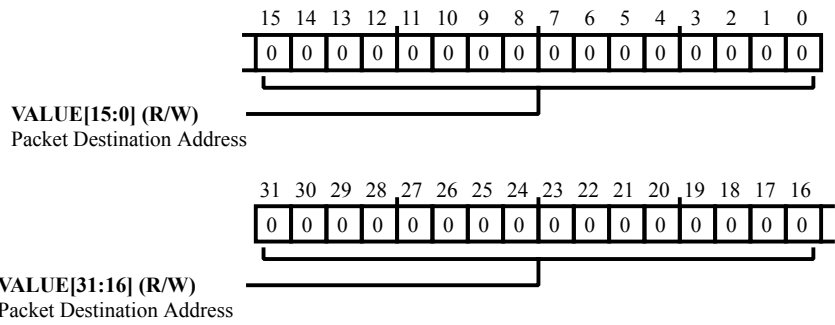 15 14 13 12 11 10 9 8 7 6 5 4 3 2 1 0
0 0 0 0 0 0 0 0 0 0 0 0 0 0 0 0
VALUE[15:0] (R/W)
Packet Destination Address
31 30 29 28 27 26 25 24 23 22 21 20 19 18 17 16
0 0 0 0 0 0 0 0 0 0 0 0 0 0 0 0
VALUE[31:16] (R/W)
Packet Destination Address